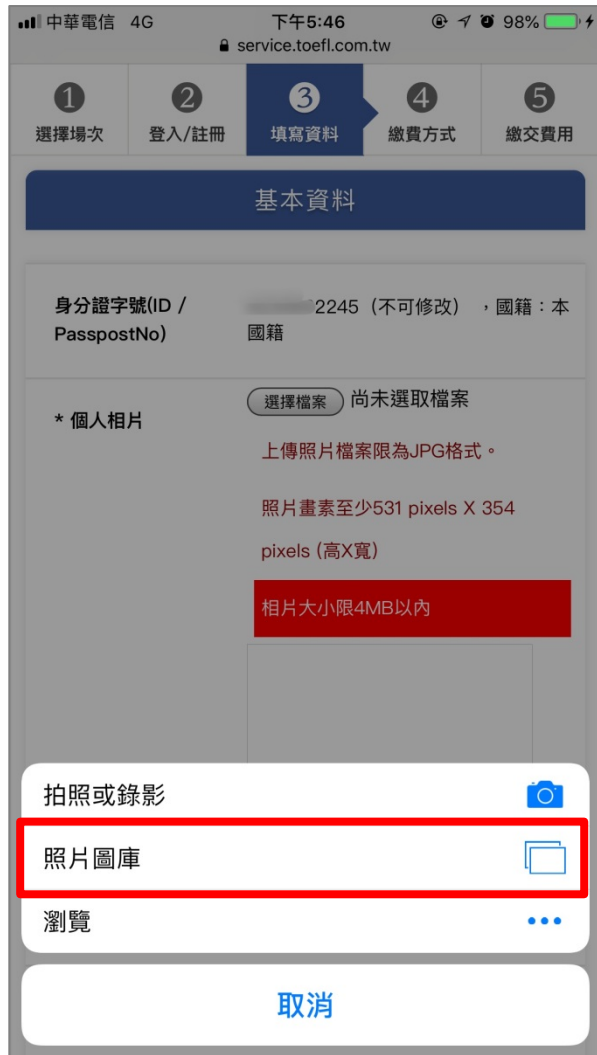 中華電信 4G 下午5:46 98%
service.toefl.com.tw
1 2 3 4 5
選擇場次 登入/註冊 填寫資料 繳費方式 繳交費用
基本資料
身分證字號(ID / 2245（不可修改），國籍：本
PasspostNo) 國籍
* 個人相片 選擇檔案 尚未選取檔案
上傳照片檔案限為JPG格式。
照片畫素至少531 pixels X 354
pixels (高X寬)
相片大小限4MB以內
拍照或錄影
照片圖庫
瀏覽
取消